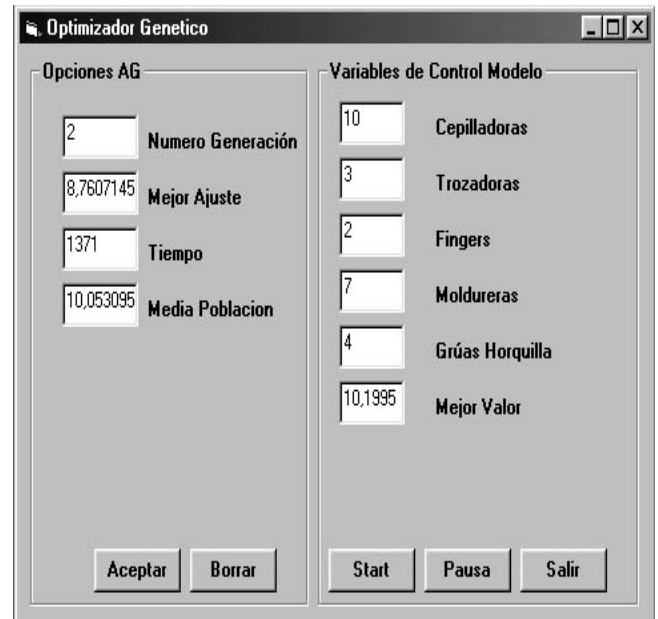 Optimizador Genetico
Opciones AG
2 Numero Generación
8,7607145 Mejor Ajuste
1371 Tiempo
10,053095 Media Poblacion
Aceptar Borrar
Variables de Control Modelo
10 Cepilladoras
3 Trozadoras
2 Fingers
7 Moldureras
4 Grúas Horquilla
10,1995 Mejor Valor
Start Pausa Salir